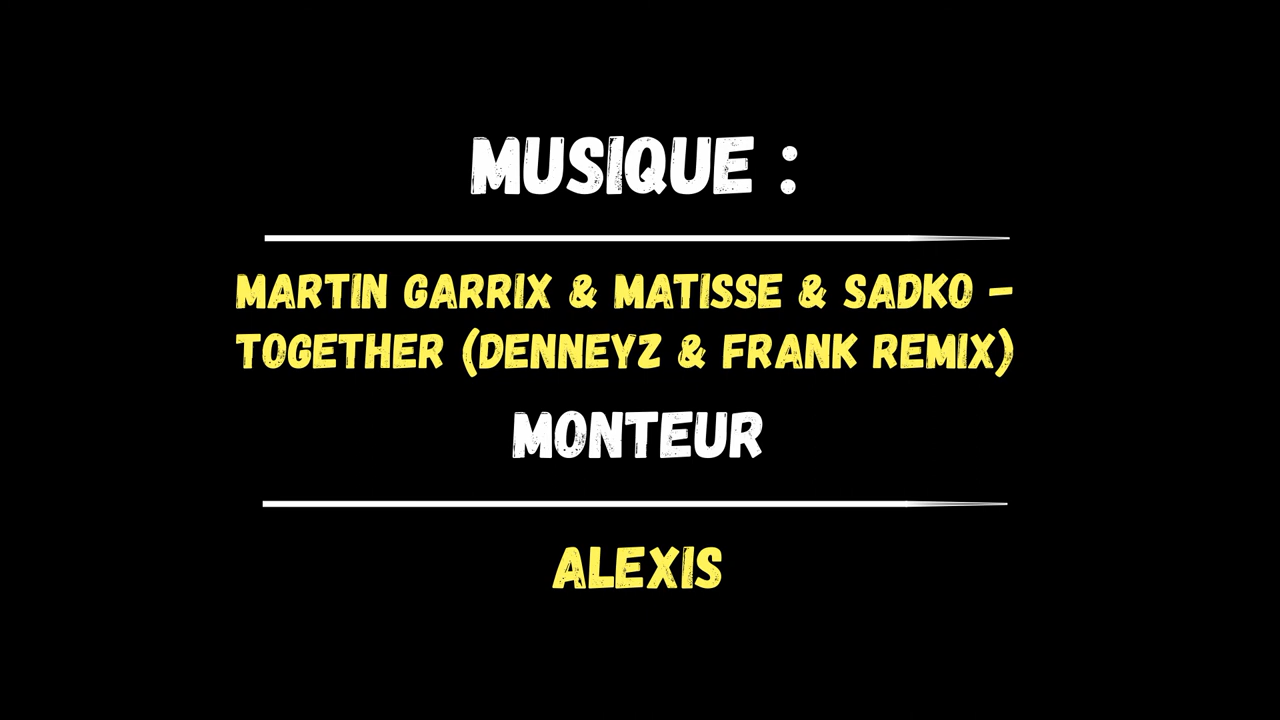 MUSIQUE :
MARTIN GARRIX & MATISSE & SADKO -
TOGETHER (DENNEYZ & FRANK REMIX)
MONTEUR
ALEXIS